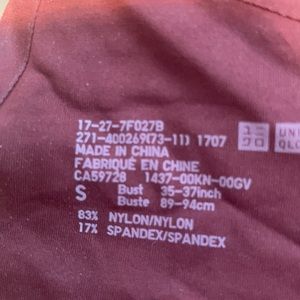 17-27-7F027B
271-400269(73-11) 1707
MADE IN CHINA
FABRIQUÉ EN CHINE
CA59728 1437-00KN-00GV
S Bust 35-37inch
Buste 89-94cm
83% NYLON/NYLON
17% SPANDEX/SPANDEX
UNI
QLO